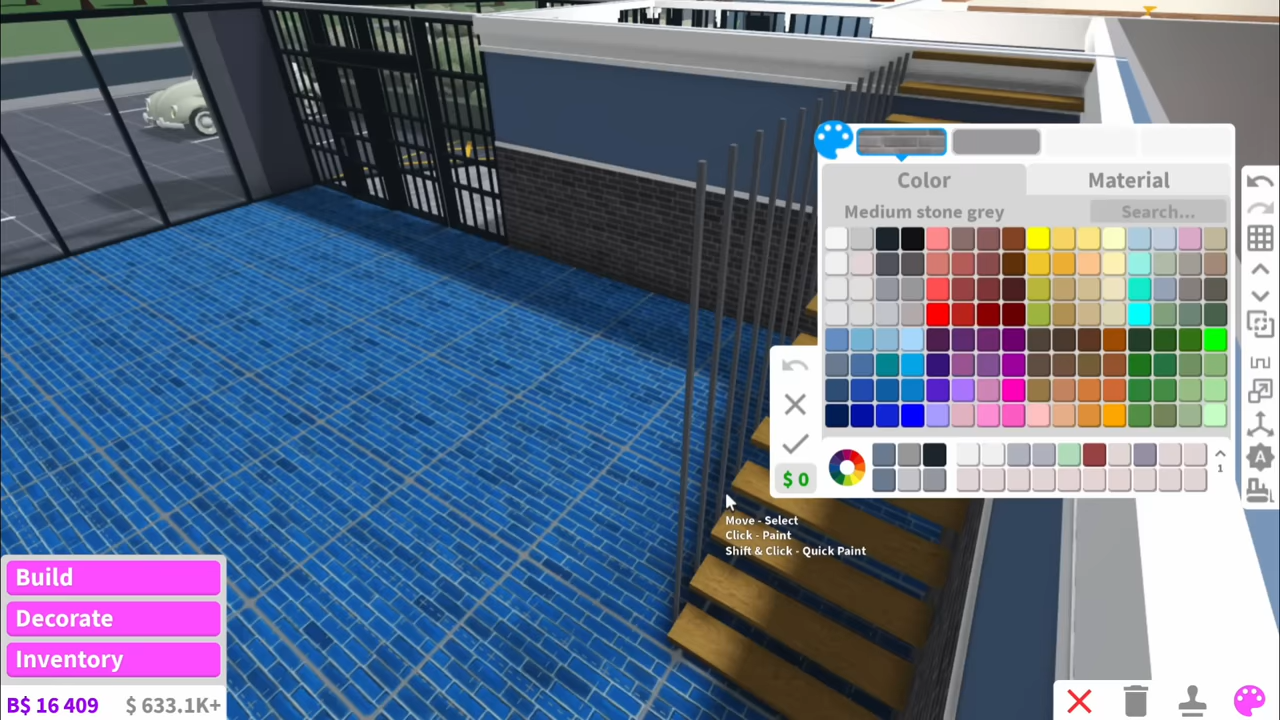 Color
Material
Medium stone grey
Search...
$ 0
1
A
Move - Select
Click - Paint
Shift & Click - Quick Paint
Build
Decorate
Inventory
B$ 16 409
$ 633.1K+